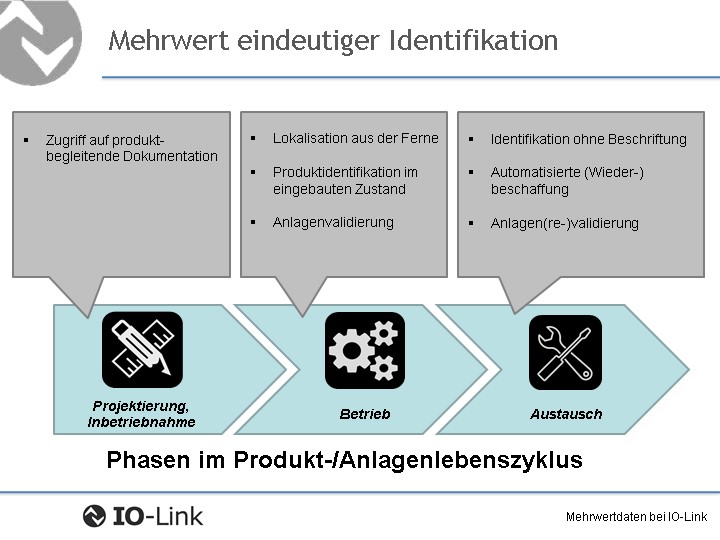 Mehrwert eindeutiger Identifikation
▪ Zugriff auf produkt-
begleitende Dokumentation
▪ Lokalisation aus der Ferne
▪ Produktidentifikation im
eingebauten Zustand
▪ Anlagenvalidierung
▪ Identifikation ohne Beschriftung
▪ Automatisierte (Wieder-)
beschaffung
▪ Anlagen(re-)validierung
Projektierung,
Inbetriebnahme
Betrieb
Austausch
Phasen im Produkt-/Anlagenlebenszyklus
IO-Link
Mehrwertdaten bei IO-Link